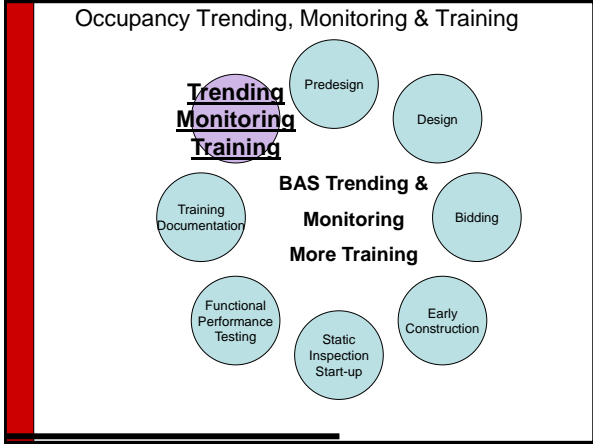 Occupancy Trending, Monitoring & Training
Trending
Monitoring
Training
Predesign
Design
BAS Trending &
Monitoring
More Training
Training
Documentation
Bidding
Functional
Performance
Testing
Static
Inspection
Start-up
Early
Construction